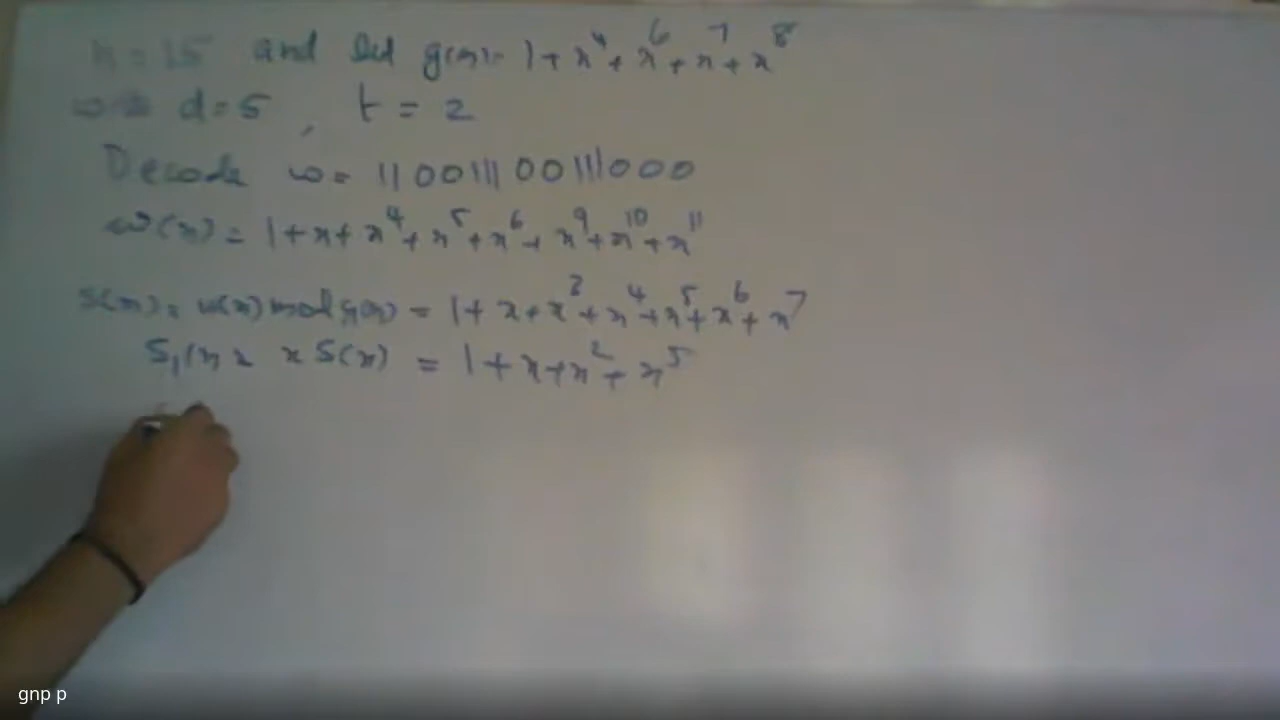 n = 15 and let g(x) = 1 + x⁴ + x⁶ + x⁷ + x⁸
d = 5, t = 2
Decode w = 110011100111000
w(x) = 1 + x + x⁴ + x⁵ + x⁶ + x⁹ + x¹⁰ + x¹¹
S(x) = w(x) mod g(x) = 1 + x + x² + x⁴ + x⁵ + x⁶ + x⁷
S₁(x) = x S(x) = 1 + x + x² + x⁵
gnp p